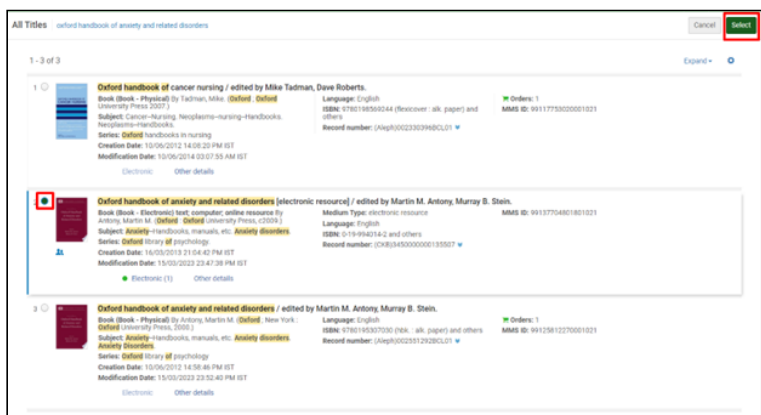 All Titles oxford handbook of anxiety and related disorders Cancel Select
1 - 3 of 3 Expand
1 Oxford handbook of cancer nursing / edited by Mike Tadman, Dave Roberts.
Book (Book - Physical) By Tadman, Mike. (Oxford ; Oxford Language: English Orders: 1
University Press 2007.) ISBN: 9780198569244 (flexicover : alk. paper) and MMS ID: 99117753020001021
Subject: Cancer--Nursing. Neoplasms--nursing--Handbooks. others
Neoplasms--Handbooks. Record number: (Aleph)002330396BCL01
Series: Oxford handbooks in nursing
Creation Date: 10/06/2012 14:08:20 PM IST
Modification Date: 10/06/2014 03:07:55 AM IST
Electronic Other details
Oxford handbook of anxiety and related disorders [electronic resource] / edited by Martin M. Antony, Murray B. Stein.
Book (Book - Electronic) text; computer; online resource By Medium Type: electronic resource MMS ID: 99137704801801021
Antony, Martin M. (Oxford : Oxford University Press, c2009.) Language: English
Subject: Anxiety--Handbooks, manuals, etc. Anxiety disorders. ISBN: 0-19-994014-2 and others
Series: Oxford library of psychology. Record number: (CKB)3450000000135507
Creation Date: 16/03/2013 21:04:42 PM IST
Modification Date: 15/03/2023 23:47:38 PM IST
Electronic (1) Other details
3 Oxford handbook of anxiety and related disorders / edited by Martin M. Antony, Murray B. Stein.
Book (Book - Physical) By Antony, Martin M. (Oxford ; New York : Language: English Orders: 1
Oxford University Press, 2000.) ISBN: 9780195307030 (hbk. : alk. paper) and others MMS ID: 99125812270001021
Subject: Anxiety--Handbooks, manuals, etc. Anxiety disorders. Record number: (Aleph)002551292BCL01
Anxiety Disorders.
Series: Oxford library of psychology
Creation Date: 10/06/2012 14:58:46 PM IST
Modification Date: 15/03/2023 23:52:40 PM IST
Electronic Other details